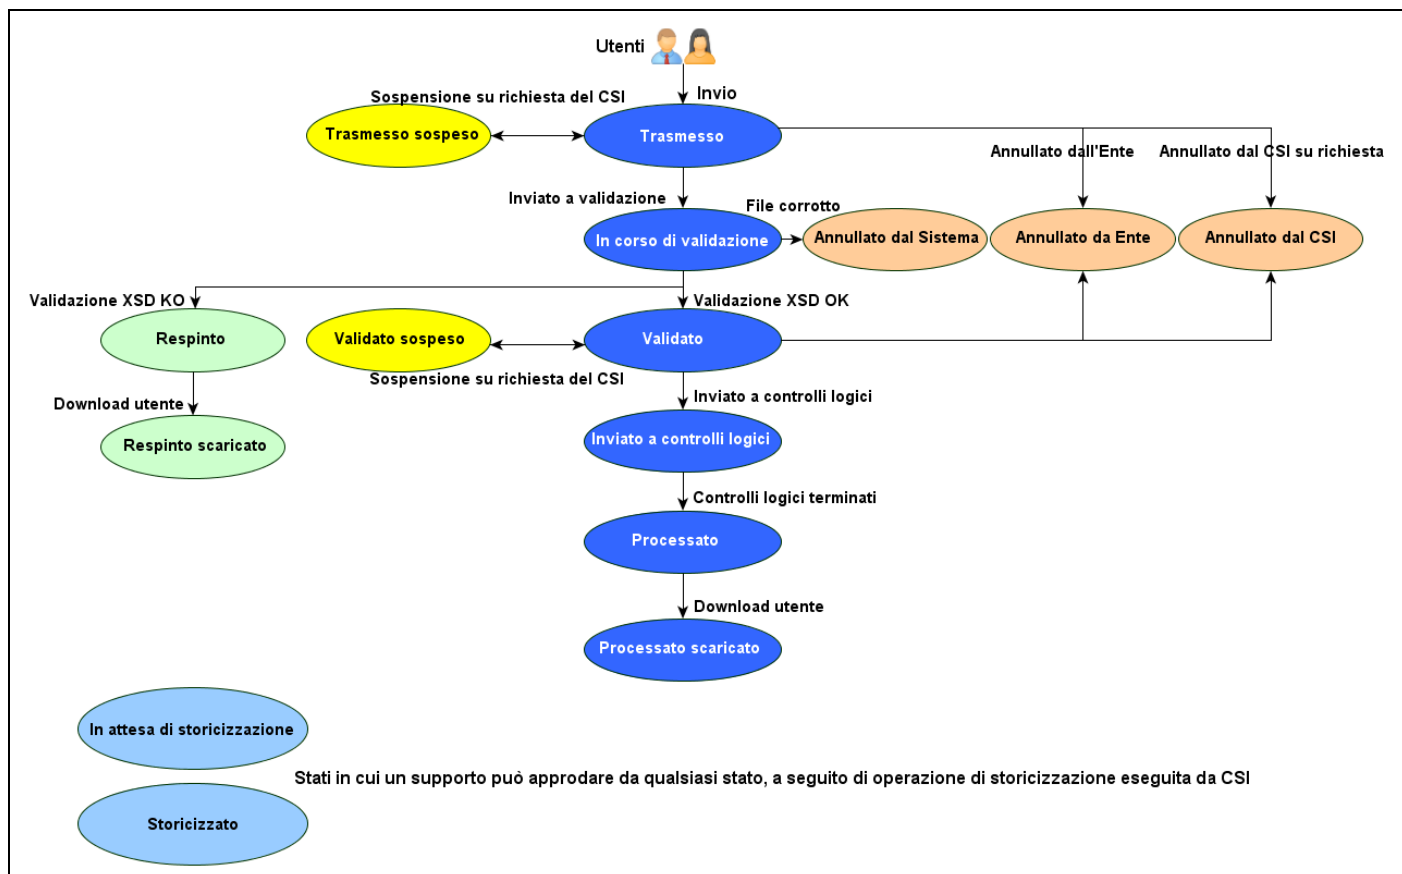 Utenti
Invio
Sospensione su richiesta del CSI
Trasmesso sospeso
Trasmesso
Annullato dall'Ente
Annullato dal CSI su richiesta
Inviato a validazione
File corrotto
In corso di validazione
Annullato dal Sistema
Annullato da Ente
Annullato dal CSI
Validazione XSD KO
Validazione XSD OK
Respinto
Validato sospeso
Validato
Sospensione su richiesta del CSI
Download utente
Inviato a controlli logici
Respinto scaricato
Inviato a controlli logici
Controlli logici terminati
Processato
Download utente
Processato scaricato
In attesa di storicizzazione
Stati in cui un supporto può approdare da qualsiasi stato, a seguito di operazione di storicizzazione eseguita da CSI
Storicizzato